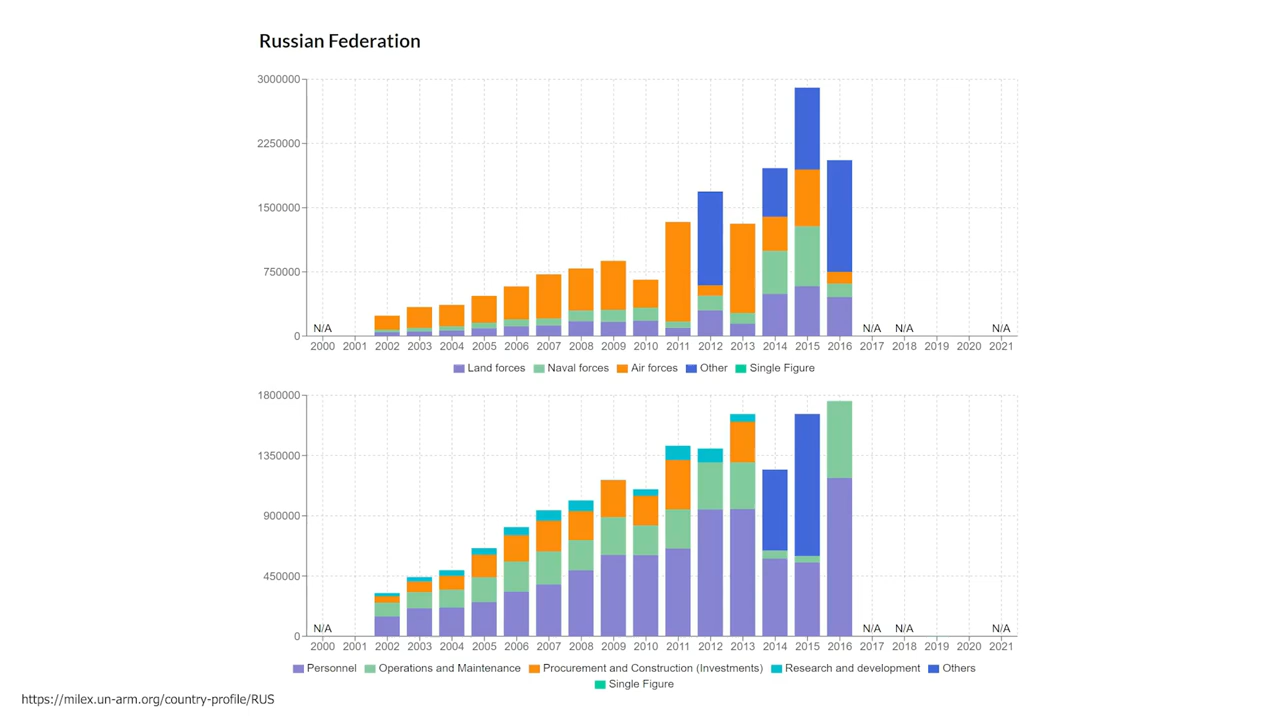 Russian Federation
3000000
2250000
1500000
750000
0
N/A N/A N/A N/A
2000 2001 2002 2003 2004 2005 2006 2007 2008 2009 2010 2011 2012 2013 2014 2015 2016 2017 2018 2019 2020 2021
Land forces Naval forces Air forces Other Single Figure
1800000
1350000
900000
450000
0
N/A N/A N/A N/A
2000 2001 2002 2003 2004 2005 2006 2007 2008 2009 2010 2011 2012 2013 2014 2015 2016 2017 2018 2019 2020 2021
Personnel Operations and Maintenance Procurement and Construction (Investments) Research and development Others
Single Figure
https://milex.un-arm.org/country-profile/RUS